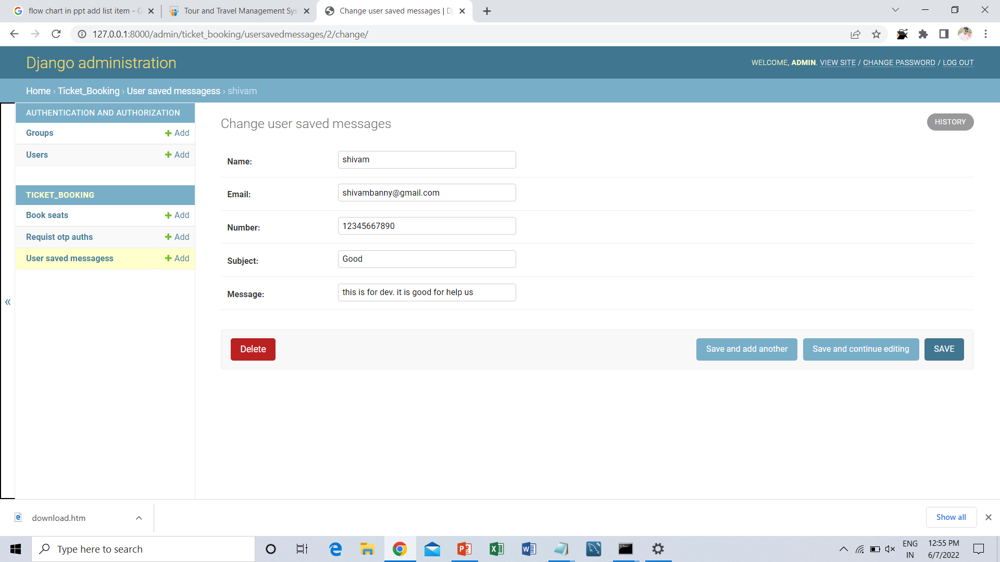 flow chart in ppt add list item - G
Tour and Travel Management Sys
Change user saved messages | Dj
127.0.0.1:8000/admin/ticket_booking/usersavedmessages/2/change/
Django administration
WELCOME, ADMIN. VIEW SITE / CHANGE PASSWORD / LOG OUT
Home › Ticket_Booking › User saved messagess › shivam
AUTHENTICATION AND AUTHORIZATION
Groups + Add
Users + Add
TICKET_BOOKING
Book seats + Add
Requist otp auths + Add
User saved messagess + Add
«
Change user saved messages
HISTORY
Name: shivam
Email: shivambanny@gmail.com
Number: 12345667890
Subject: Good
Message: this is for dev. it is good for help us
Delete
Save and add another
Save and continue editing
SAVE
download.htm
Show all
Type here to search
ENG
IN
12:55 PM
6/7/2022